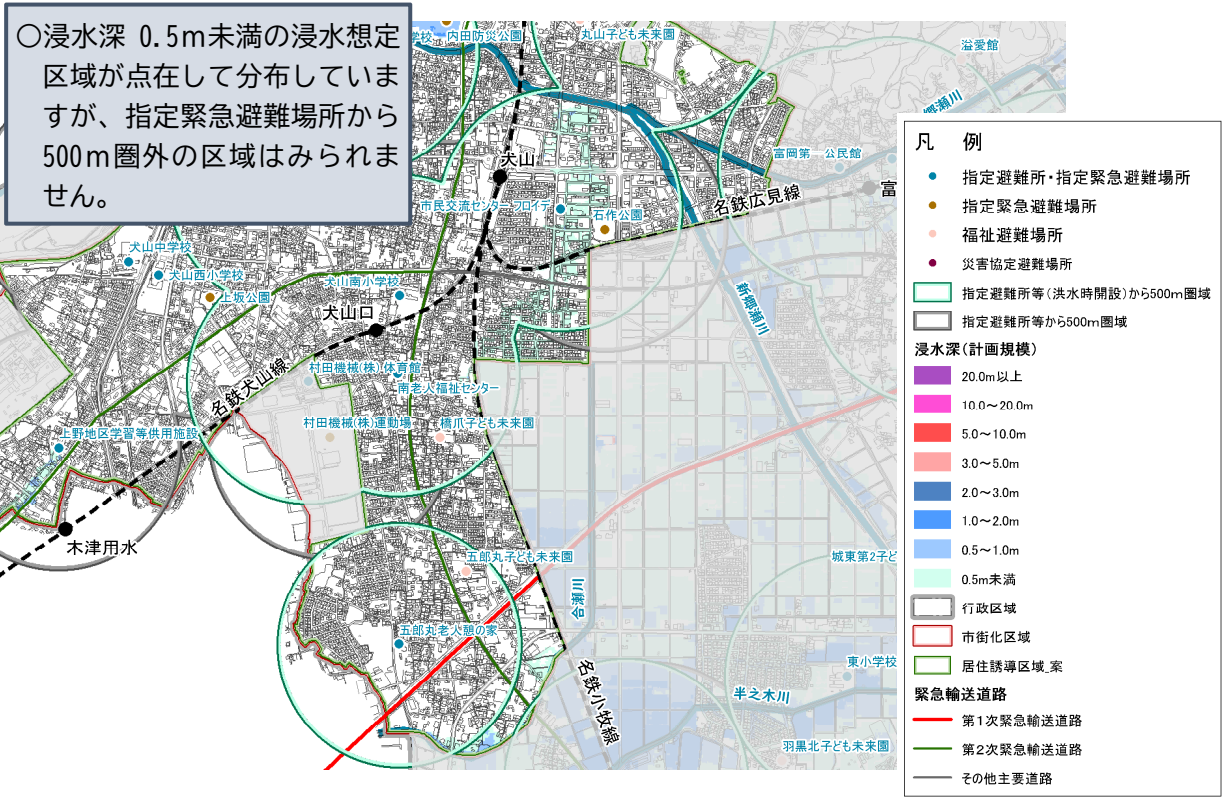 ○浸水深 0.5m未満の浸水想定
区域が点在して分布していま
すが、指定緊急避難場所から
500m圏外の区域はみられま
せん。
学校
内田防災公園
丸山子ども未来園
溢愛館
郷瀬川
富岡第一公民館
犬山
富
市民交流センターフロイデ
石作公園
名鉄広見線
犬山中学校
犬山西小学校
上坂公園
犬山南小学校
犬山口
新郷瀬川
名鉄犬山線
村田機械(株)体育館
南老人福祉センター
村田機械(株)運動場
橋爪子ども未来園
上野地区学習等供用施設
木津用水
五郎丸子ども未来園
合瀬川
城東第2子ど
五郎丸老人憩の家
東小学校
名鉄小牧線
半之木川
羽黒北子ども未来園
凡 例
指定避難所・指定緊急避難場所
指定緊急避難場所
福祉避難場所
災害協定避難場所
指定避難所等(洪水時開設)から500m圏域
指定避難所等から500m圏域
浸水深(計画規模)
20.0m以上
10.0～20.0m
5.0～10.0m
3.0～5.0m
2.0～3.0m
1.0～2.0m
0.5～1.0m
0.5m未満
行政区域
市街化区域
居住誘導区域_案
緊急輸送道路
第1次緊急輸送道路
第2次緊急輸送道路
その他主要道路